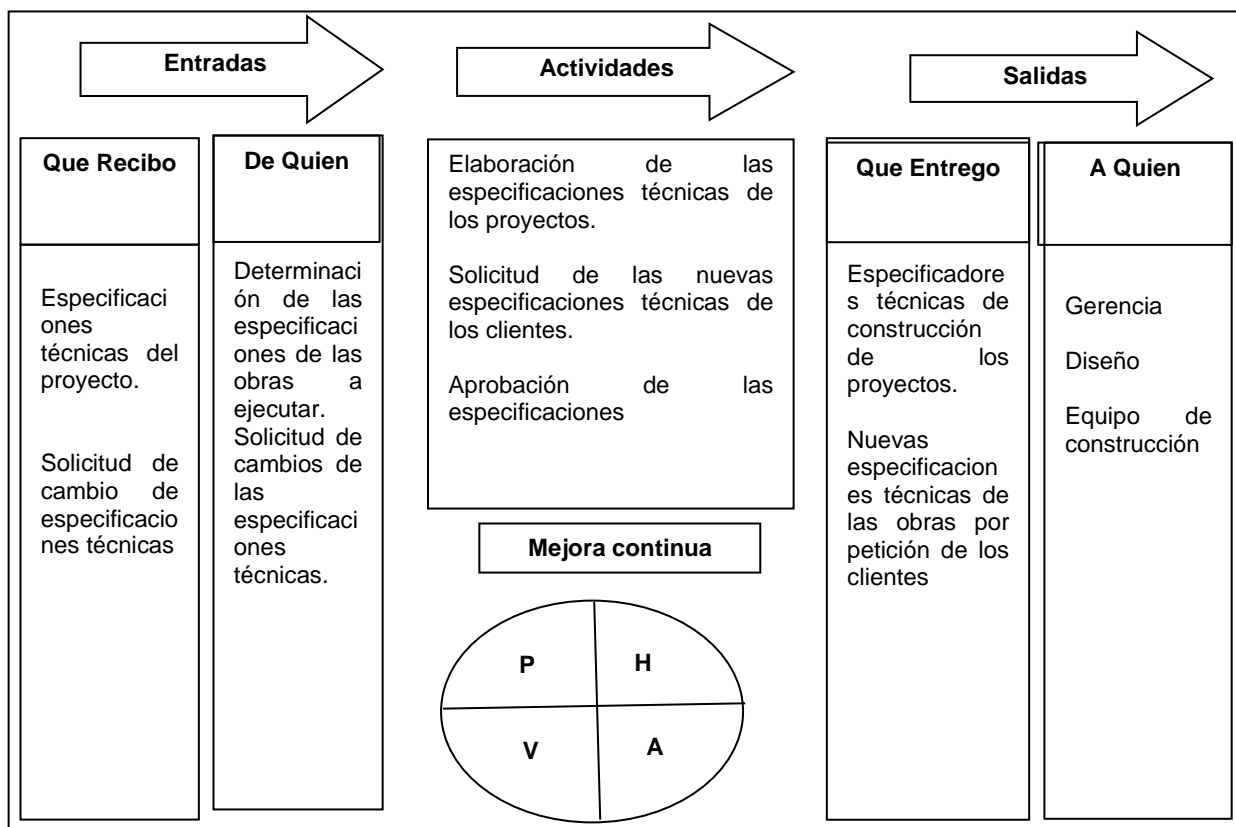 Entradas
Actividades
Salidas
Que Recibo
Especificaci
ones
técnicas del
proyecto.
Solicitud de
cambio de
especificacio
nes técnicas
De Quien
Determinaci
ón de las
especificaci
ones de las
obras a
ejecutar.
Solicitud de
cambios de
las
especificaci
ones
técnicas.
Elaboración de las
especificaciones técnicas de
los proyectos.
Solicitud de las nuevas
especificaciones técnicas de
los clientes.
Aprobación de las
especificaciones
Mejora continua
P H
V A
Que Entrego
Especificadore
s técnicas de
construcción
de los
proyectos.
Nuevas
especificacion
es técnicas de
las obras por
petición de los
clientes
A Quien
Gerencia
Diseño
Equipo de
construcción